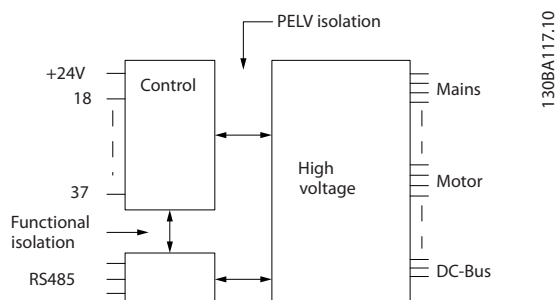 PELV isolation
130BA117.10
+24V
Control
Mains
18
High
voltage
Motor
37
Functional
isolation
RS485
DC-Bus